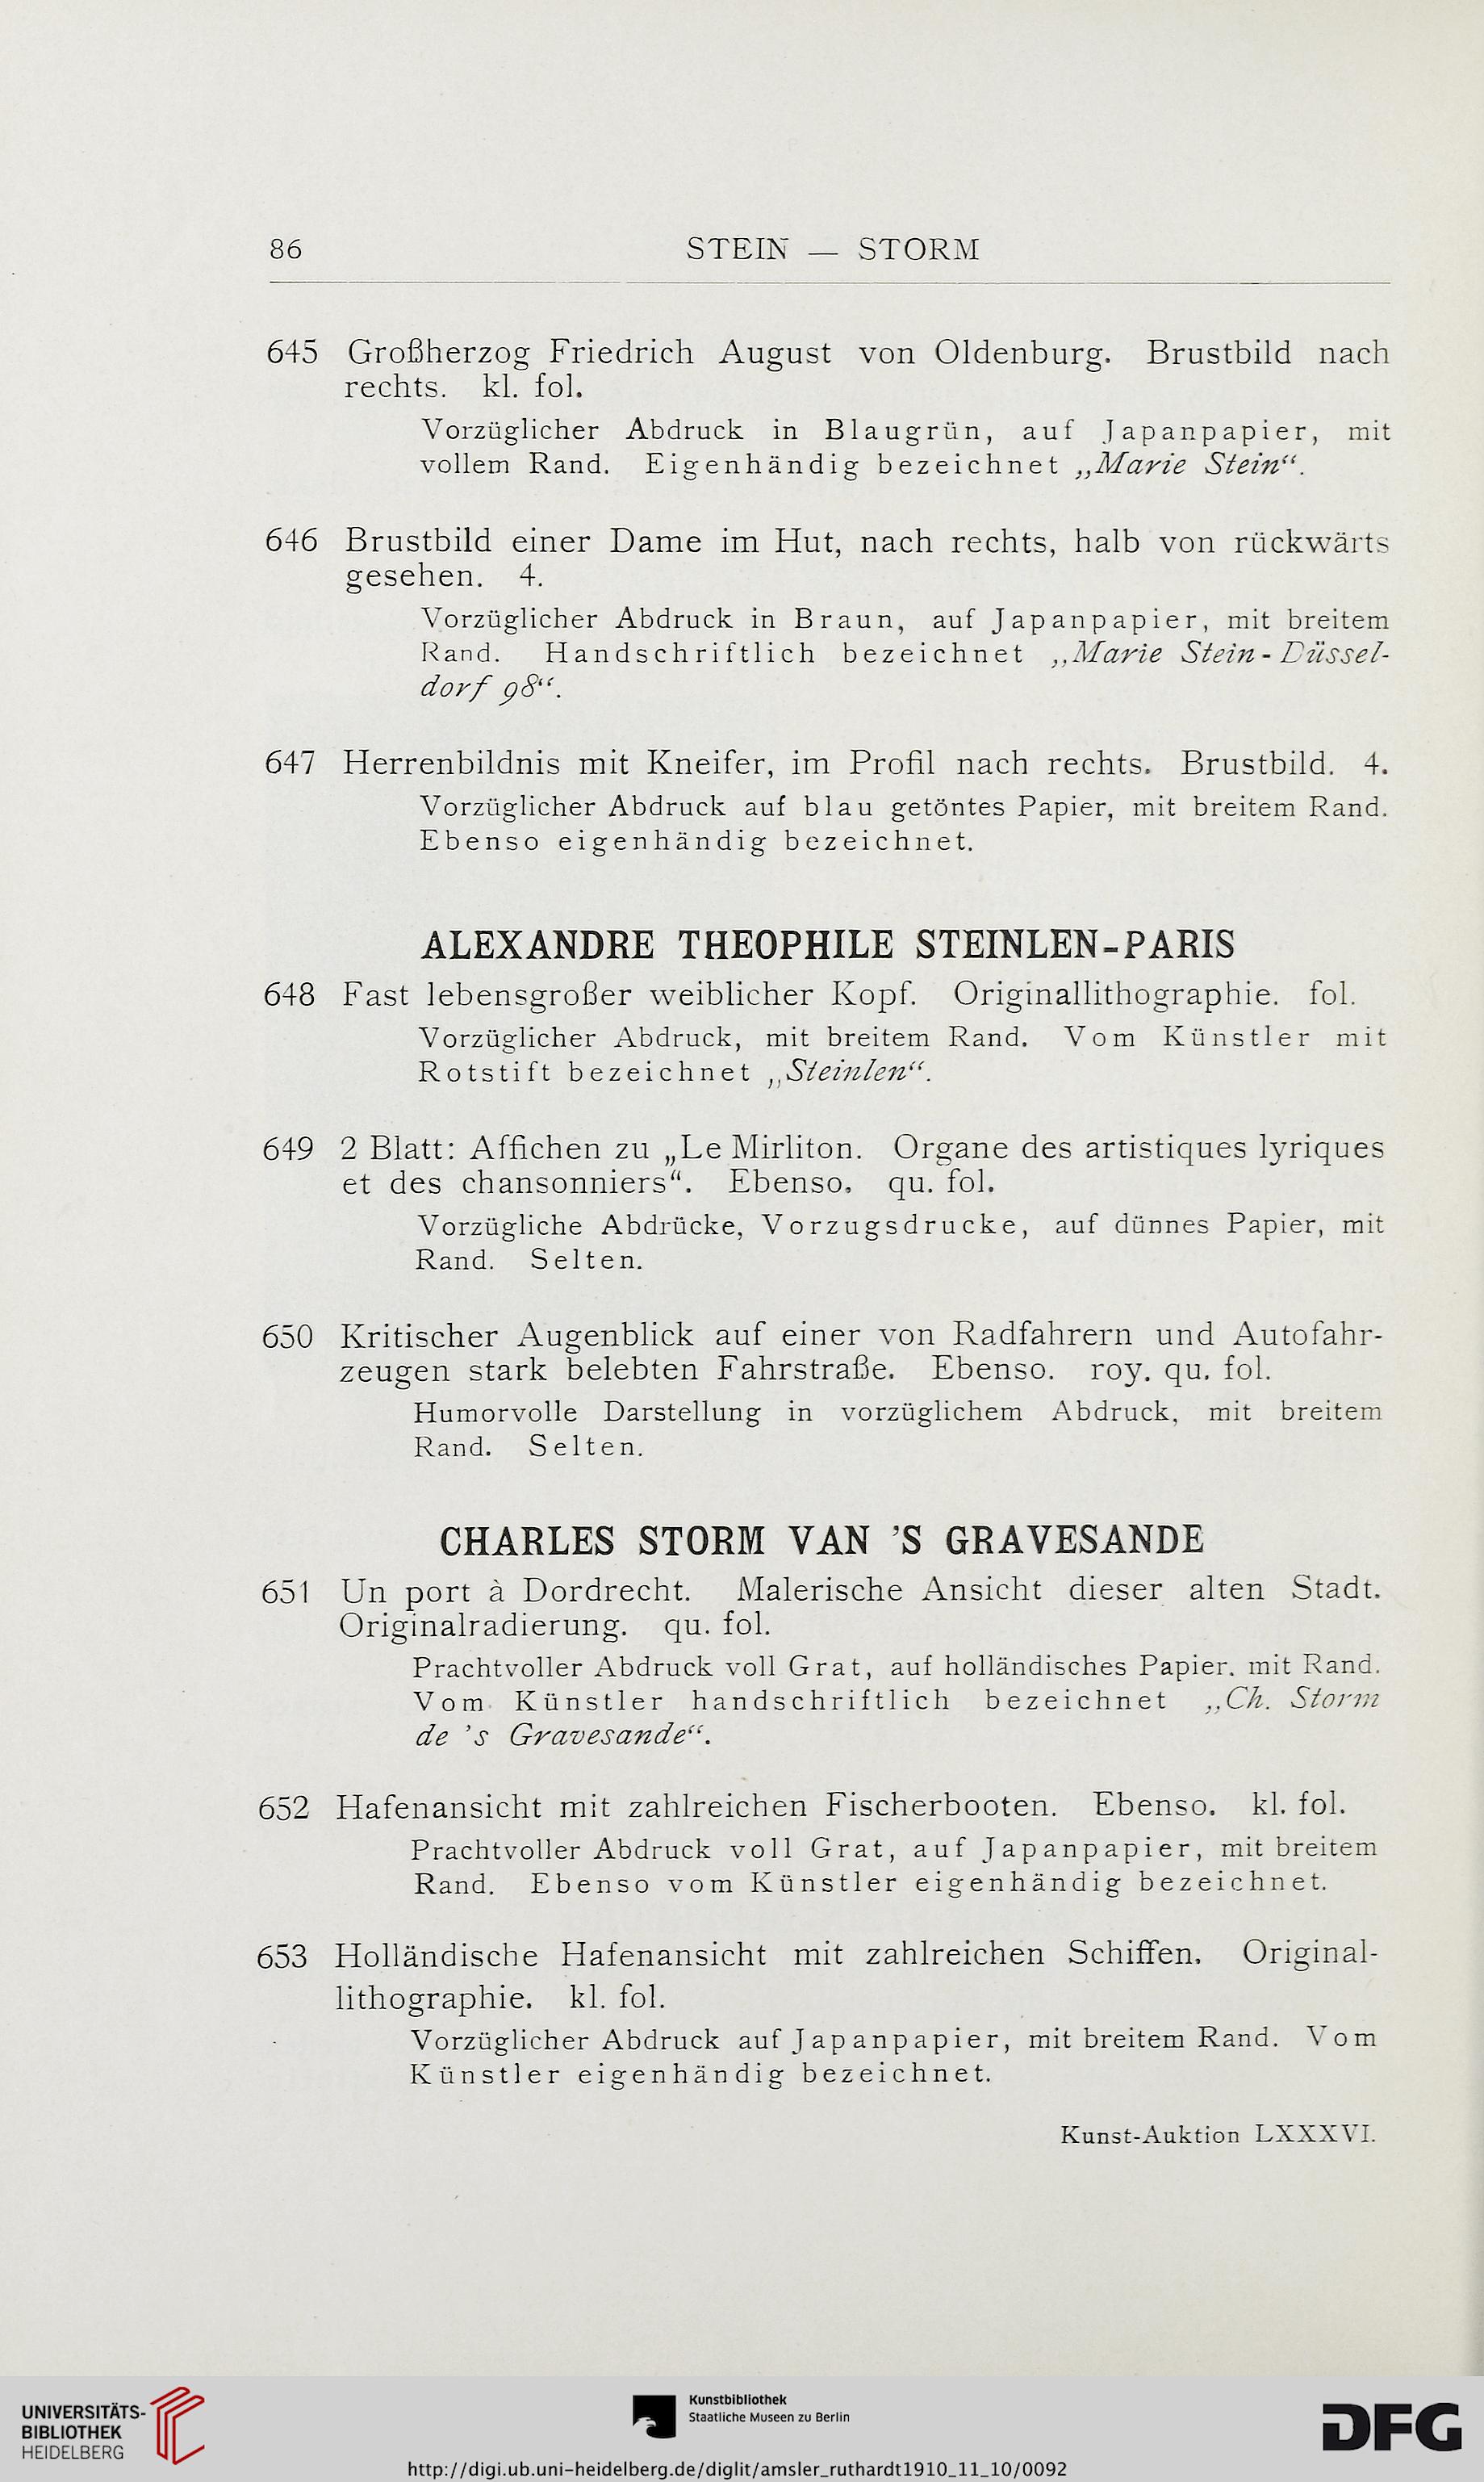 86 STEIN — STORM
645 Großherzog Friedrich August von Oldenburg. Brustbild nach
rechts. kl. fol.
Vorzüglicher Abdruck in Blaugrün, auf Japanpapier, mit
vollem Rand. Eigenhändig bezeichnet „Marie Stein“.
646 Brustbild einer Dame im Hut, nach rechts, halb von rückwärts
gesehen. 4.
Vorzüglicher Abdruck in Braun, auf Japanpapier, mit breitem
Rand. Handschriftlich bezeichnet „Marie Stein-Düssel-
dorf 98“.
647 Herrenbildnis mit Kneifer, im Profil nach rechts. Brustbild. 4.
Vorzüglicher Abdruck auf blau getöntes Papier, mit breitem Rand.
Ebenso eigenhändig bezeichnet.
ALEXANDRE THEOPHILE STEINLEN-PARIS
648 Fast lebensgroßer weiblicher Kopf. Originallithographie. fol.
Vorzüglicher Abdruck, mit breitem Rand. Vom Künstler mit
Rotstift bezeichnet „Steinlen“.
649 2 Blatt: Affichen zu „Le Mirliton. Organe des artistiques lyriques
et des chansonniers“. Ebenso. qu. fol.
Vorzügliche Abdrücke, Vorzugsdrucke, auf dünnes Papier, mit
Rand. Selten.
650 Kritischer Augenblick auf einer von Radfahrern und Autofahr-
zeugen stark belebten Fahrstraße. Ebenso. roy. qu. fol.
Humorvolle Darstellung in vorzüglichem Abdruck, mit breitem
Rand. Selten.
CHARLES STORM VAN 'S GRAVESANDE
651 Un port à Dordrecht. Malerische Ansicht dieser alten Stadt.
Originalradierung. qu. fol.
Prachtvoller Abdruck voll Grat, auf holländisches Papier. mit Rand.
Vom Künstler handschriftlich bezeichnet „Ch. Storm
de 's Gravesande“.
652 Hafenansicht mit zahlreichen Fischerbooten. Ebenso. kl. fol.
Prachtvoller Abdruck voll Grat, auf Japanpapier, mit breitem
Rand. Ebenso vom Künstler eigenhändig bezeichnet.
653 Holländische Hafenansicht mit zahlreichen Schiffen. Original-
lithographie. kl. fol.
Vorzüglicher Abdruck auf Japanpapier, mit breitem Rand. Vom
Künstler eigenhändig bezeichnet.
Kunst-Auktion LXXXVI.
UNIVERSITÄTS-
BIBLIOTHEK
HEIDELBERG
Kunstbibliothek
Staatliche Museen zu Berlin
DFG
http://digi.ub.uni-heidelberg.de/diglit/amsler_ruthardt1910_11_10/0092